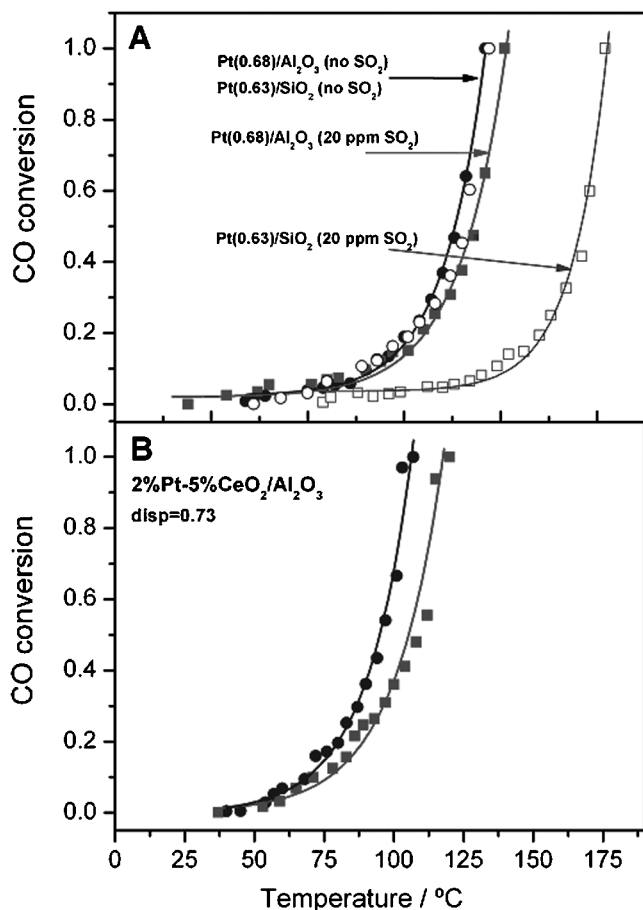 A
CO conversion
1.0
0.8
0.6
0.4
0.2
0.0
Pt(0.68)/Al₂O₃ (no SO₂)
Pt(0.63)/SiO₂ (no SO₂)
Pt(0.68)/Al₂O₃ (20 ppm SO₂)
Pt(0.63)/SiO₂ (20 ppm SO₂)
B
2%Pt-5%CeO₂/Al₂O₃
disp=0.73
CO conversion
1.0
0.8
0.6
0.4
0.2
0.0
0 25 50 75 100 125 150 175
Temperature / ºC